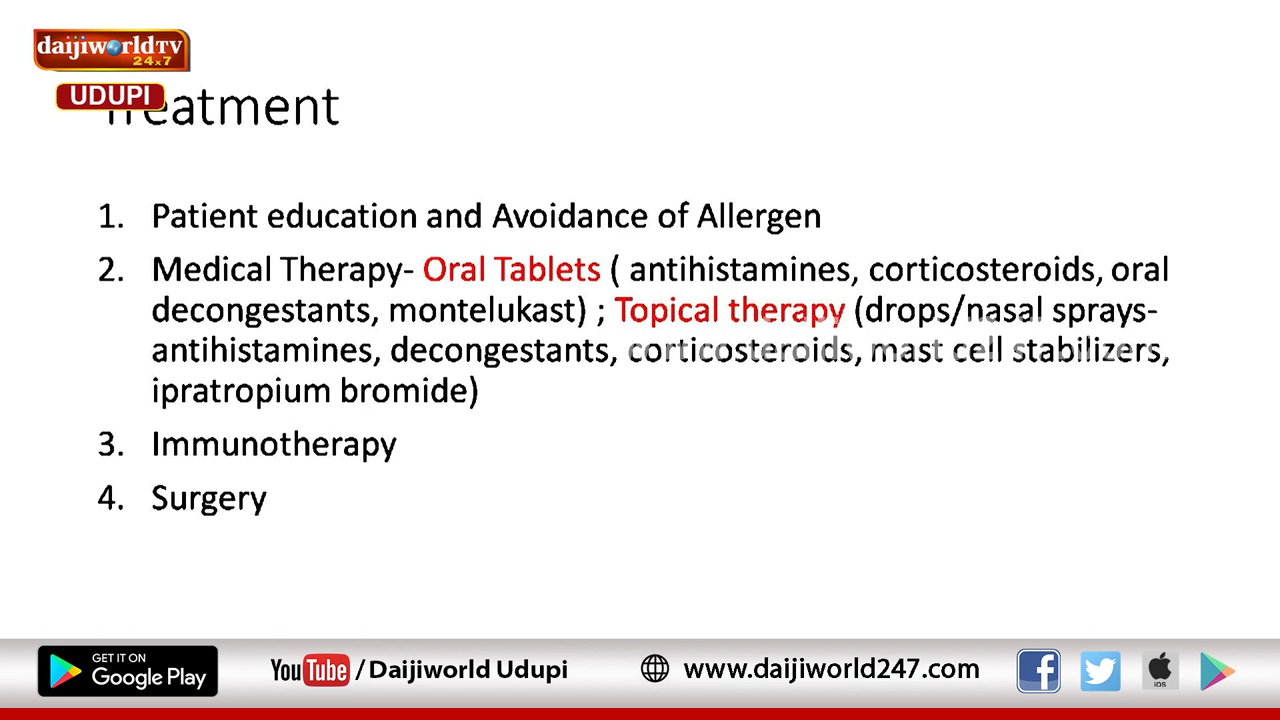 daijiworldTV
24x7
UDUPI
Treatment
1. Patient education and Avoidance of Allergen
2. Medical Therapy- Oral Tablets ( antihistamines, corticosteroids, oral
decongestants, montelukast) ; Topical therapy (drops/nasal sprays-
antihistamines, decongestants, corticosteroids, mast cell stabilizers,
ipratropium bromide)
3. Immunotherapy
4. Surgery
GET IT ON
Google Play
YouTube / Daijiworld Udupi
www.daijiworld247.com
iOS